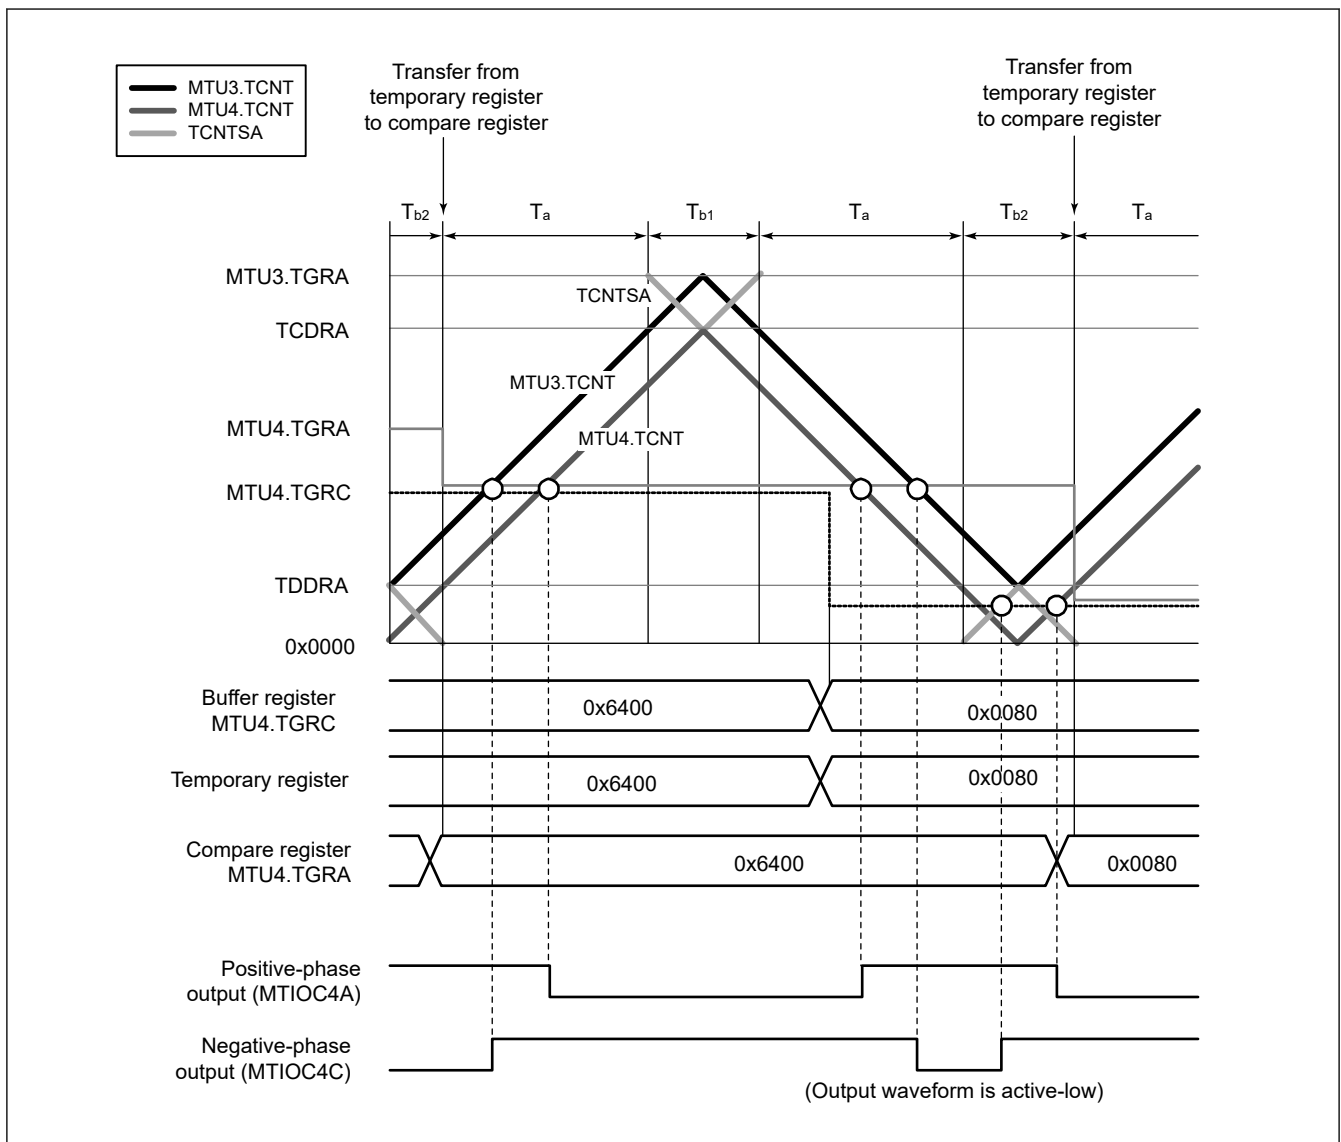 MTU3.TCNT
MTU4.TCNT
TCNTSA
Transfer from
temporary register
to compare register
Transfer from
temporary register
to compare register
Tb2
Ta
Tb1
Ta
Tb2
Ta
MTU3.TGRA
TCNTSA
TCDRA
MTU3.TCNT
MTU4.TGRA
MTU4.TCNT
MTU4.TGRC
TDDRA
0x0000
Buffer register
MTU4.TGRC
0x6400
0x0080
Temporary register
0x6400
0x0080
Compare register
MTU4.TGRA
0x6400
0x0080
Positive-phase
output (MTIOC4A)
Negative-phase
output (MTIOC4C)
(Output waveform is active-low)